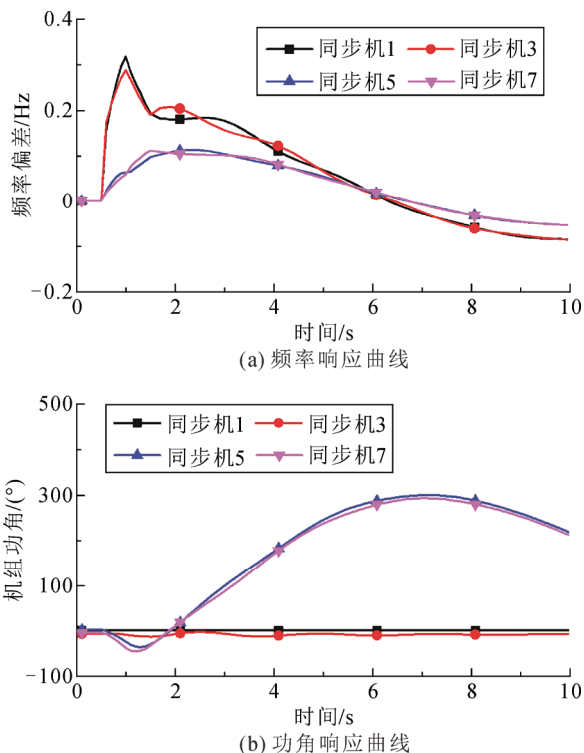 0.4
同步机1 同步机3
同步机5 同步机7
0.2
频率偏差/Hz
0
−0.2
0 2 4 6 8 10
时间/s
(a) 频率响应曲线
500
同步机1 同步机3
同步机5 同步机7
300
机组功角/(°)
100
−100
0 2 4 6 8 10
时间/s
(b) 功角响应曲线